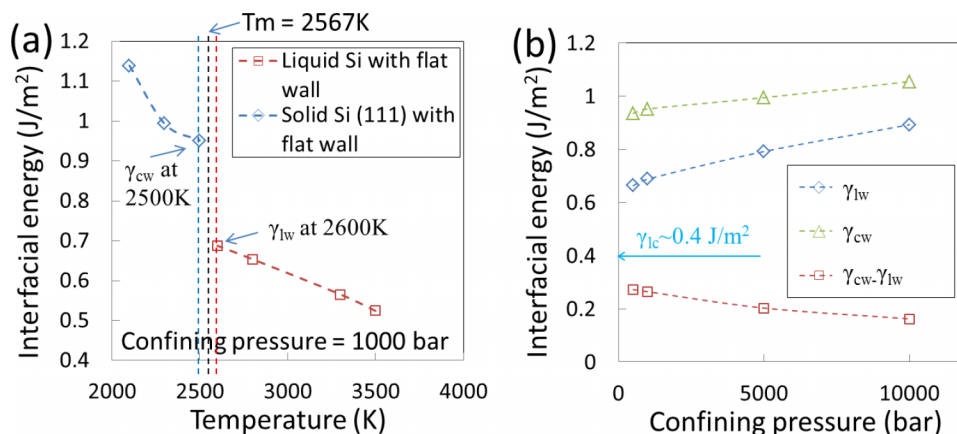 (a)
Tm = 2567K
Interfacial energy (J/m²)
1.2
1.1
1
0.9
0.8
0.7
0.6
0.5
0.4
Liquid Si with flat
wall
Solid Si (111) with
flat wall
γcw at
2500K
γlw at 2600K
Confining pressure = 1000 bar
2000 2500 3000 3500 4000
Temperature (K)
(b)
Interfacial energy (J/m²)
1.2
1
0.8
0.6
0.4
0.2
0
γlc~0.4 J/m²
γlw
γcw
γcw-γlw
0 5000 10000
Confining pressure (bar)